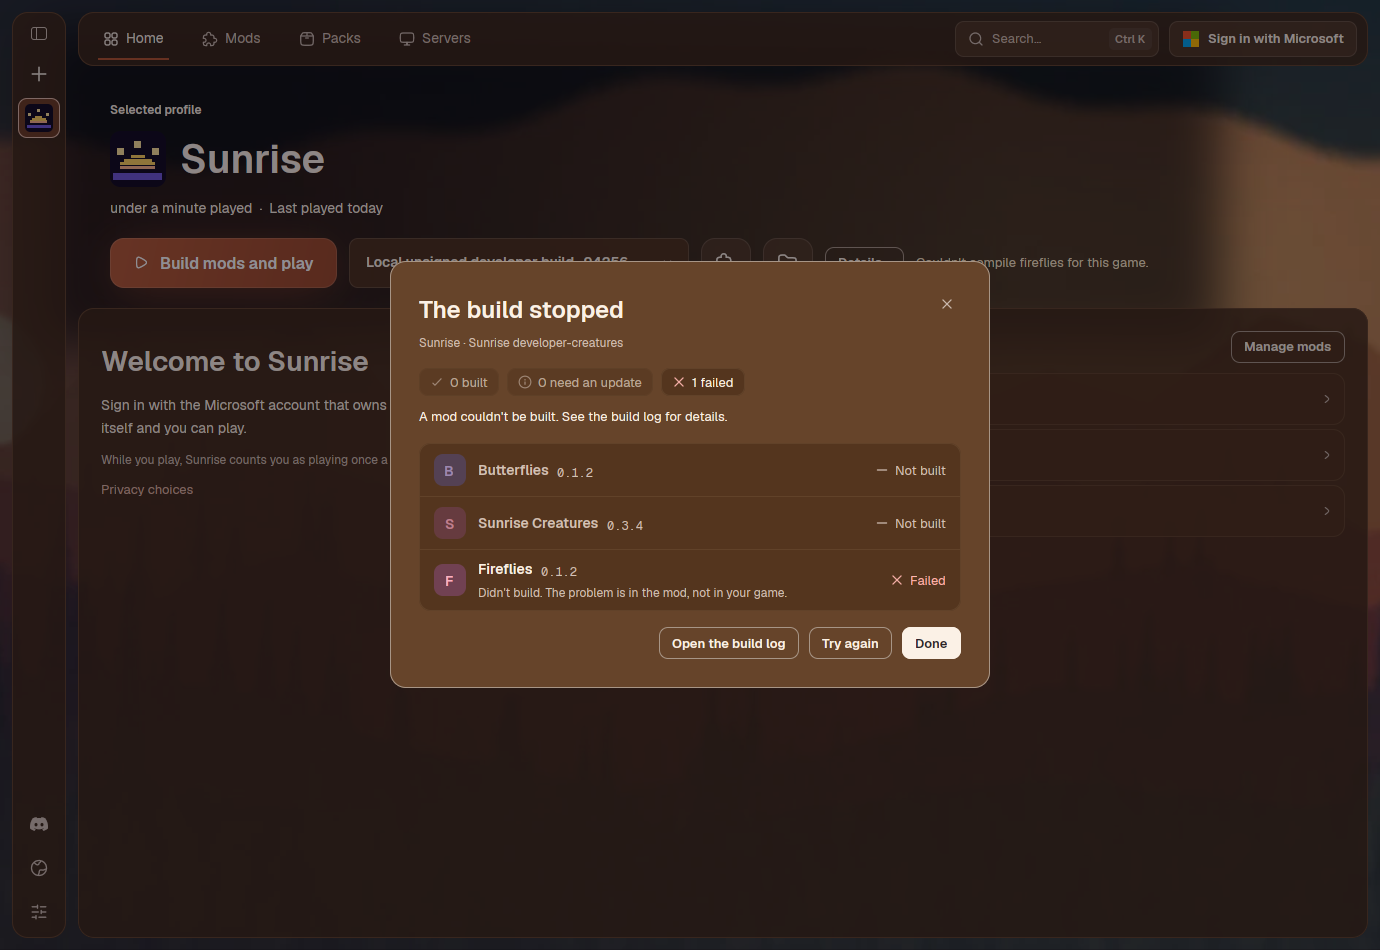 Home
Mods
Packs
Servers
Search...
Ctrl K
Sign in with Microsoft
Selected profile
Sunrise
under a minute played · Last played today
Build mods and play
Details
compile fireflies for this game.
The build stopped
Sunrise · Sunrise developer-creatures
0 built
0 need an update
1 failed
A mod couldn't be built. See the build log for details.
B
Butterflies 0.1.2
Not built
S
Sunrise Creatures 0.3.4
Not built
F
Fireflies 0.1.2
Didn't build. The problem is in the mod, not in your game.
Failed
Open the build log
Try again
Done
Welcome to Sunrise
Sign in with the Microsoft account that owns
itself and you can play.
While you play, Sunrise counts you as playing once a
Privacy choices
Manage mods